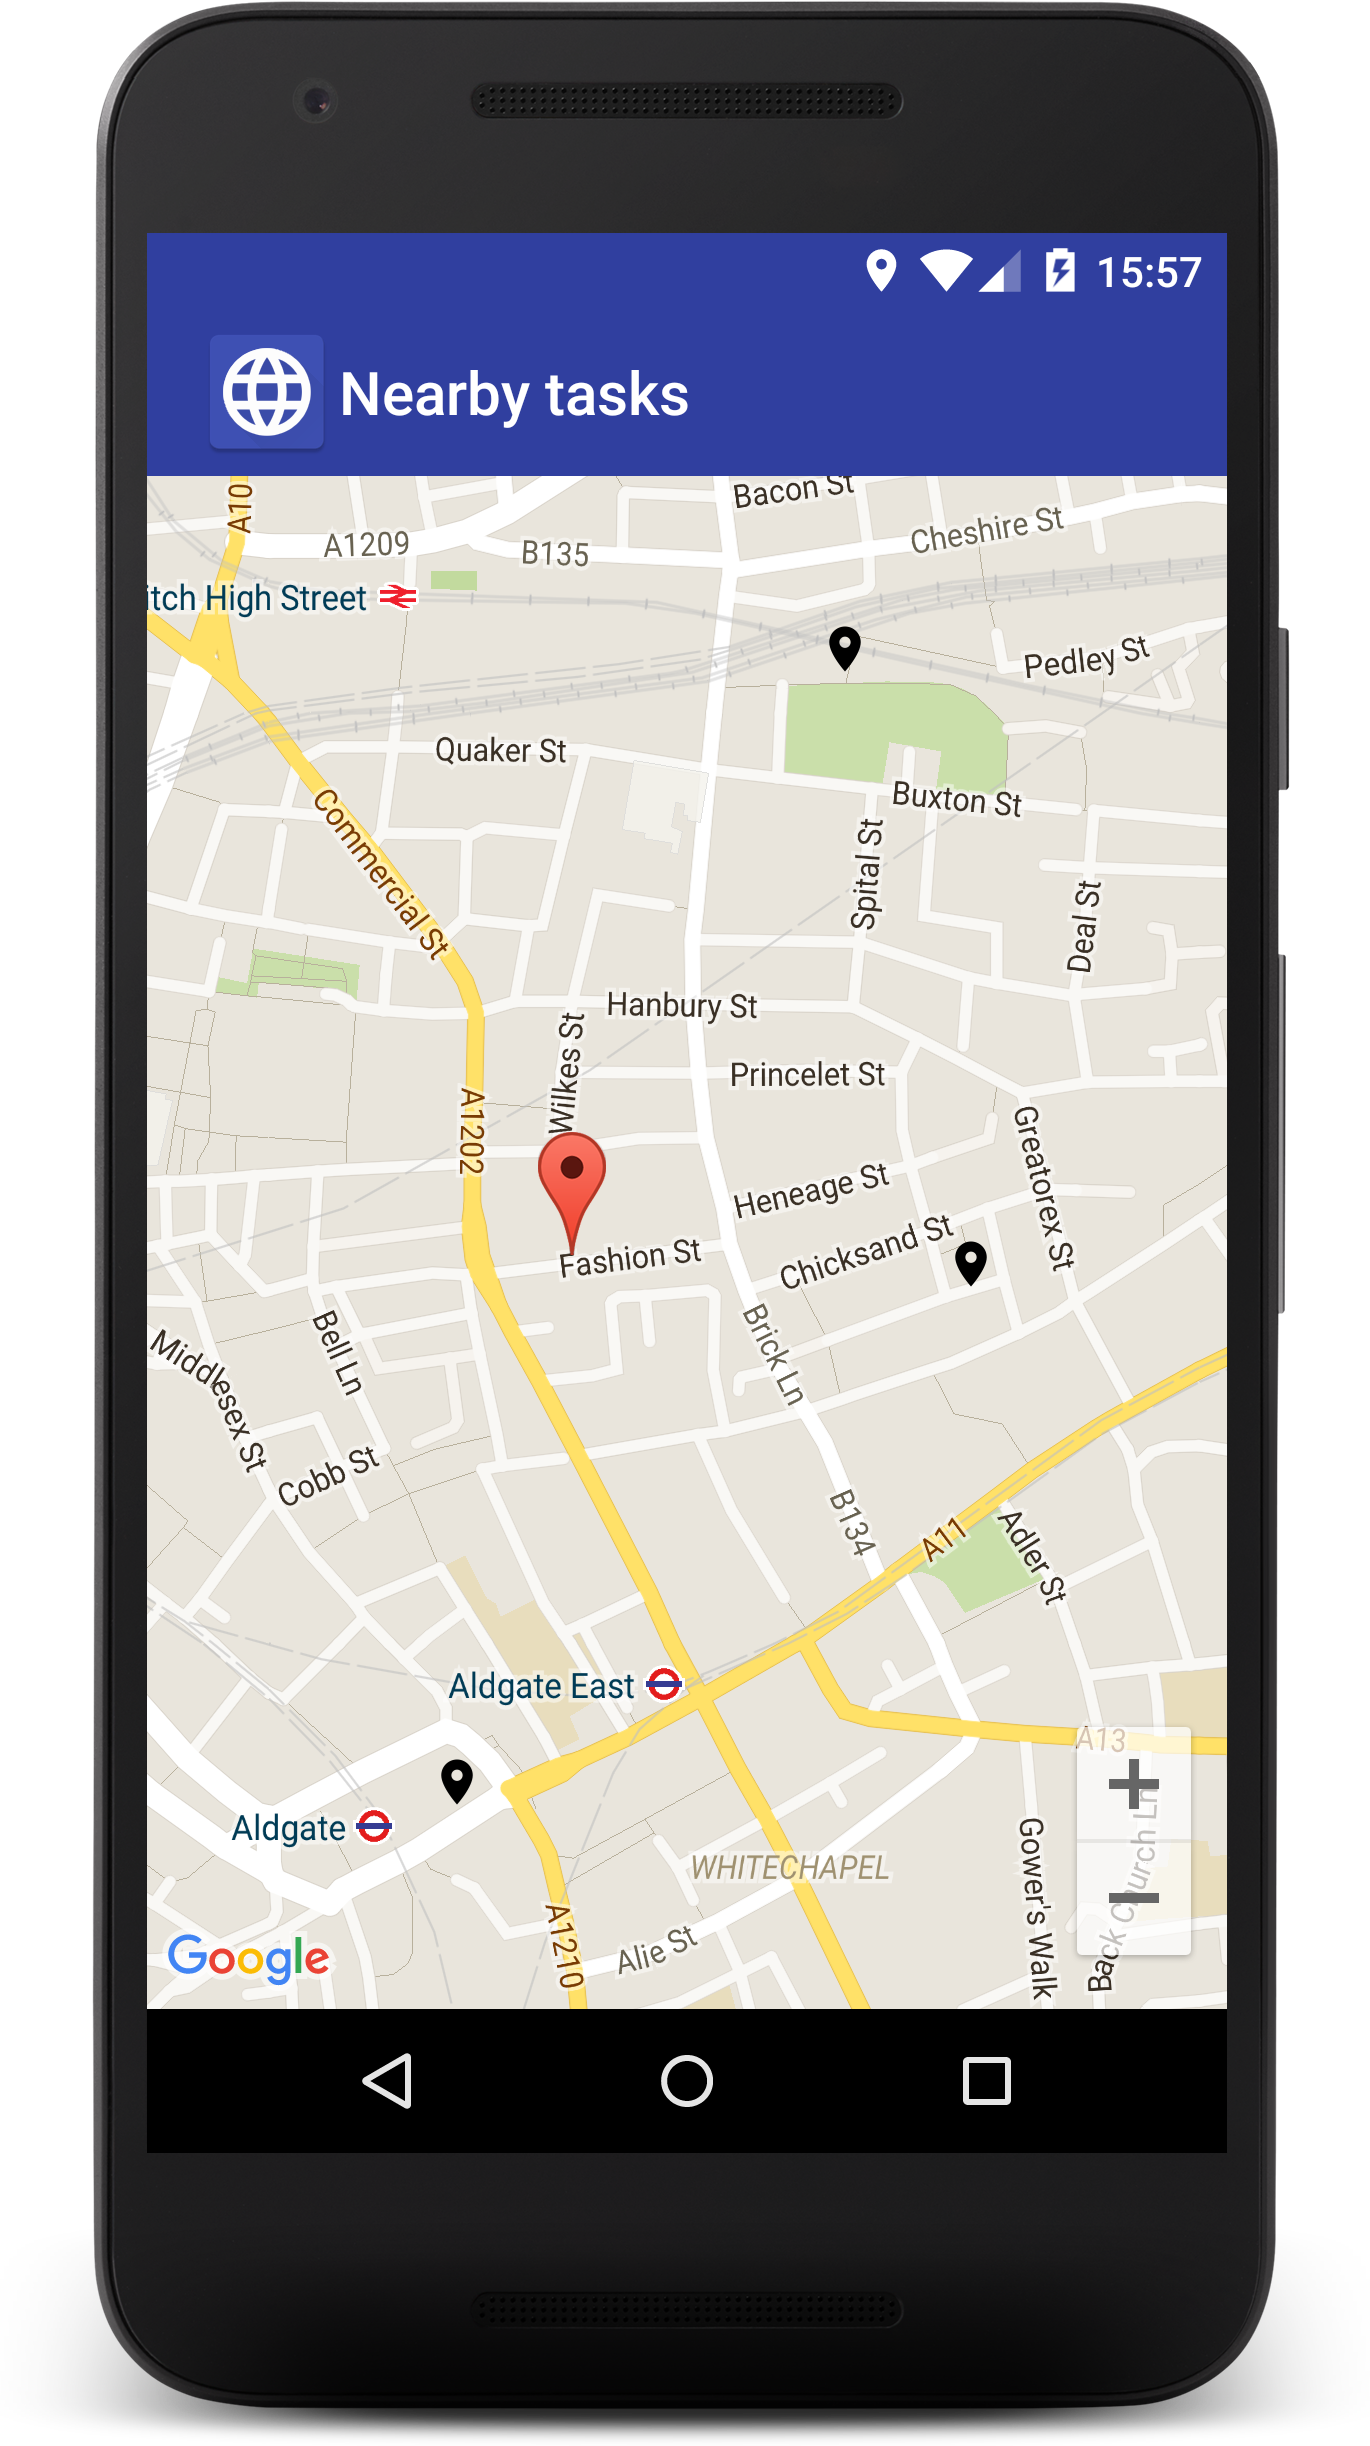 15:57
Nearby tasks
Bacon St
A10
A1209
B135
Cheshire St
itch High Street
Pedley St
Quaker St
Buxton St
Commercial St
Spital St
Deal St
Hanbury St
Wilkes St
Princelet St
A1202
Greatorex St
Heneage St
Chicksand St
Fashion St
Bell Ln
Brick Ln
Middlesex St
Cobb St
B134
A11
Adler St
Aldgate East
A13
Aldgate
WHITECHAPEL
Gower's Walk
Back Church Ln
A1210
Alie St
Google